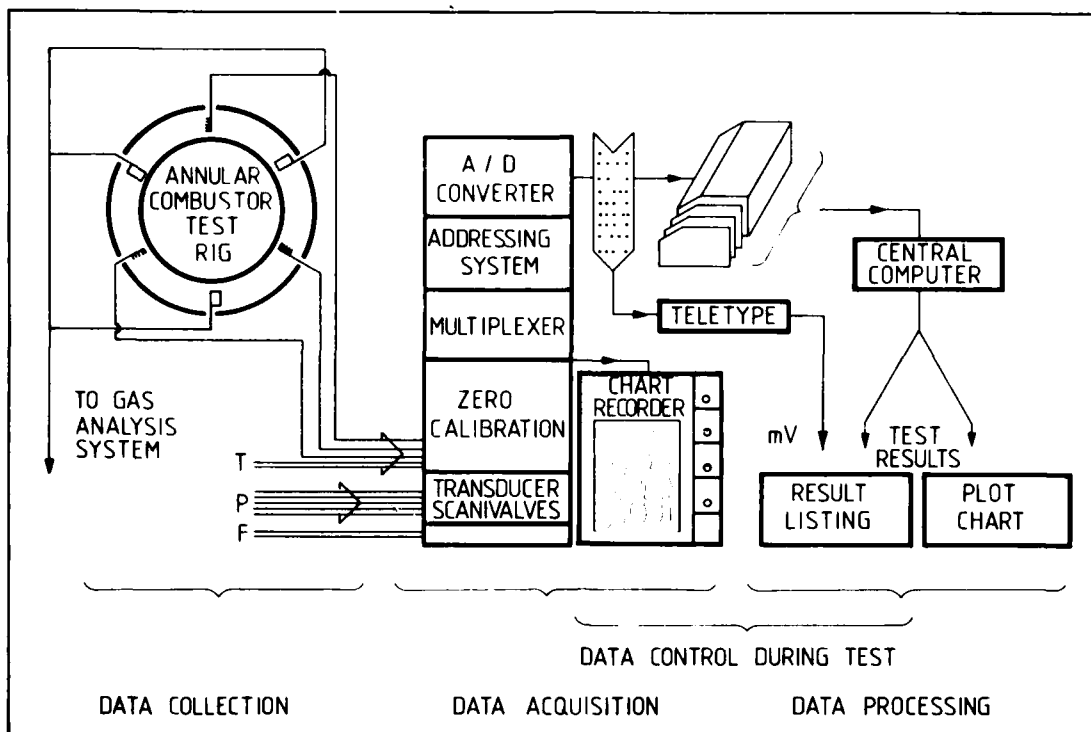 ANNULAR
COMBUSTOR
TEST
RIG
TO GAS
ANALYSIS
SYSTEM
T
P
F
A / D
CONVERTER
ADDRESSING
SYSTEM
MULTIPLEXER
ZERO
CALIBRATION
TRANSDUCER
SCANIVALVES
CHART
RECORDER
TELETYPE
CENTRAL
COMPUTER
mV
TEST
RESULTS
RESULT
LISTING
PLOT
CHART
DATA CONTROL DURING TEST
DATA COLLECTION
DATA ACQUISITION
DATA PROCESSING